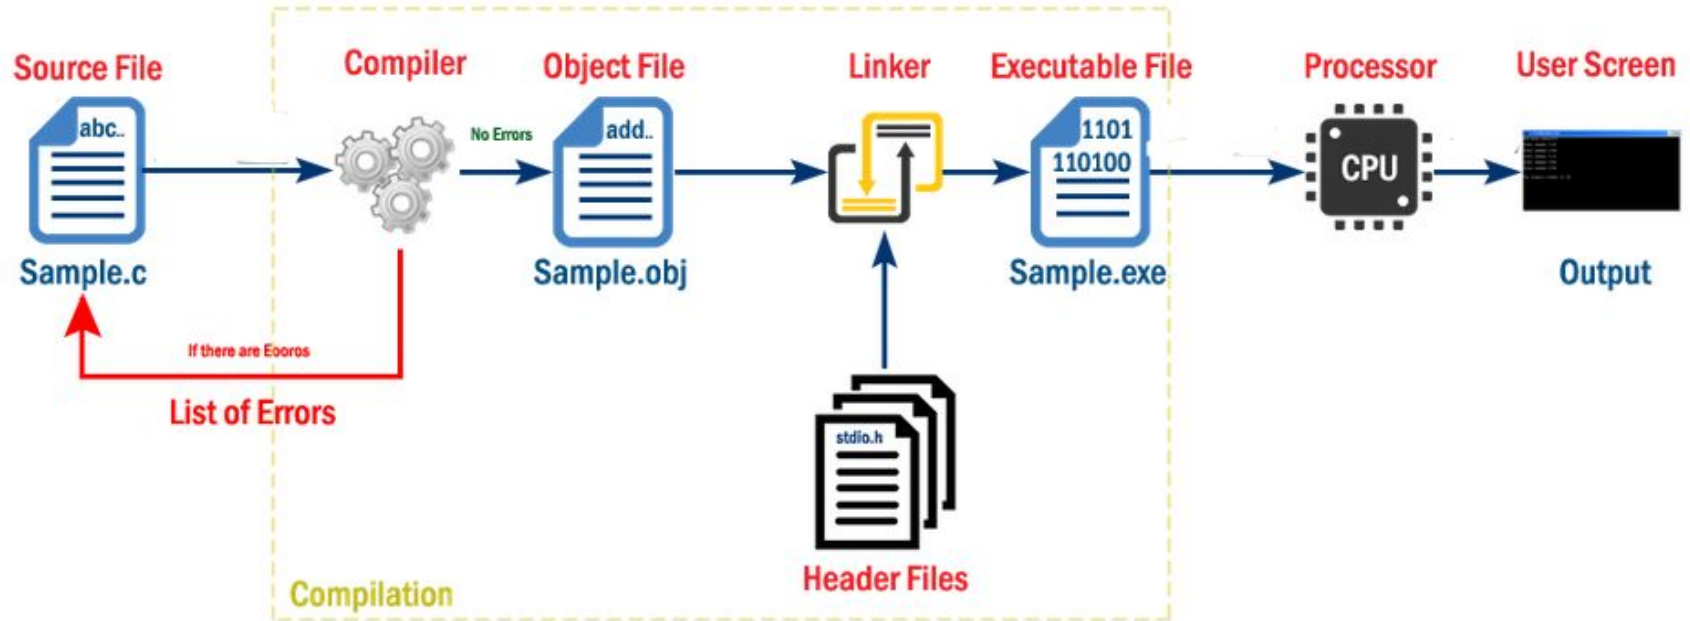 Source File
Compiler
Object File
Linker
Executable File
Processor
User Screen
abc..
No Errors
add..
1101
110100
CPU
Sample.c
Sample.obj
Sample.exe
Output
If there are Eooros
List of Errors
stdio.h
Header Files
Compilation